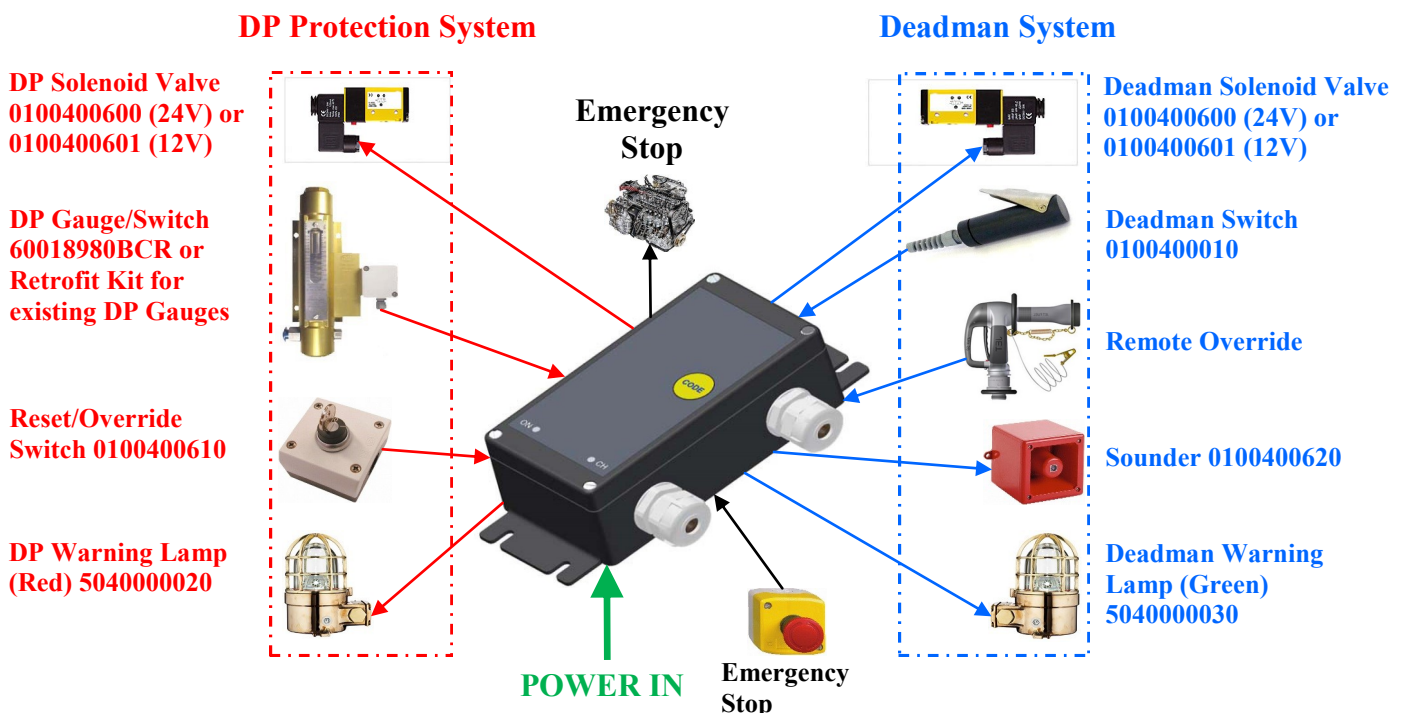 DP Protection System
Deadman System
DP Solenoid Valve
0100400600 (24V) or
0100400601 (12V)
DP Gauge/Switch
60018980BCR or
Retrofit Kit for
existing DP Gauges
Reset/Override
Switch 0100400610
DP Warning Lamp
(Red) 5040000020
Emergency
Stop
CODE
ON
CH
POWER IN
Emergency
Stop
Deadman Solenoid Valve
0100400600 (24V) or
0100400601 (12V)
Deadman Switch
0100400010
Remote Override
Sounder 0100400620
Deadman Warning
Lamp (Green)
5040000030